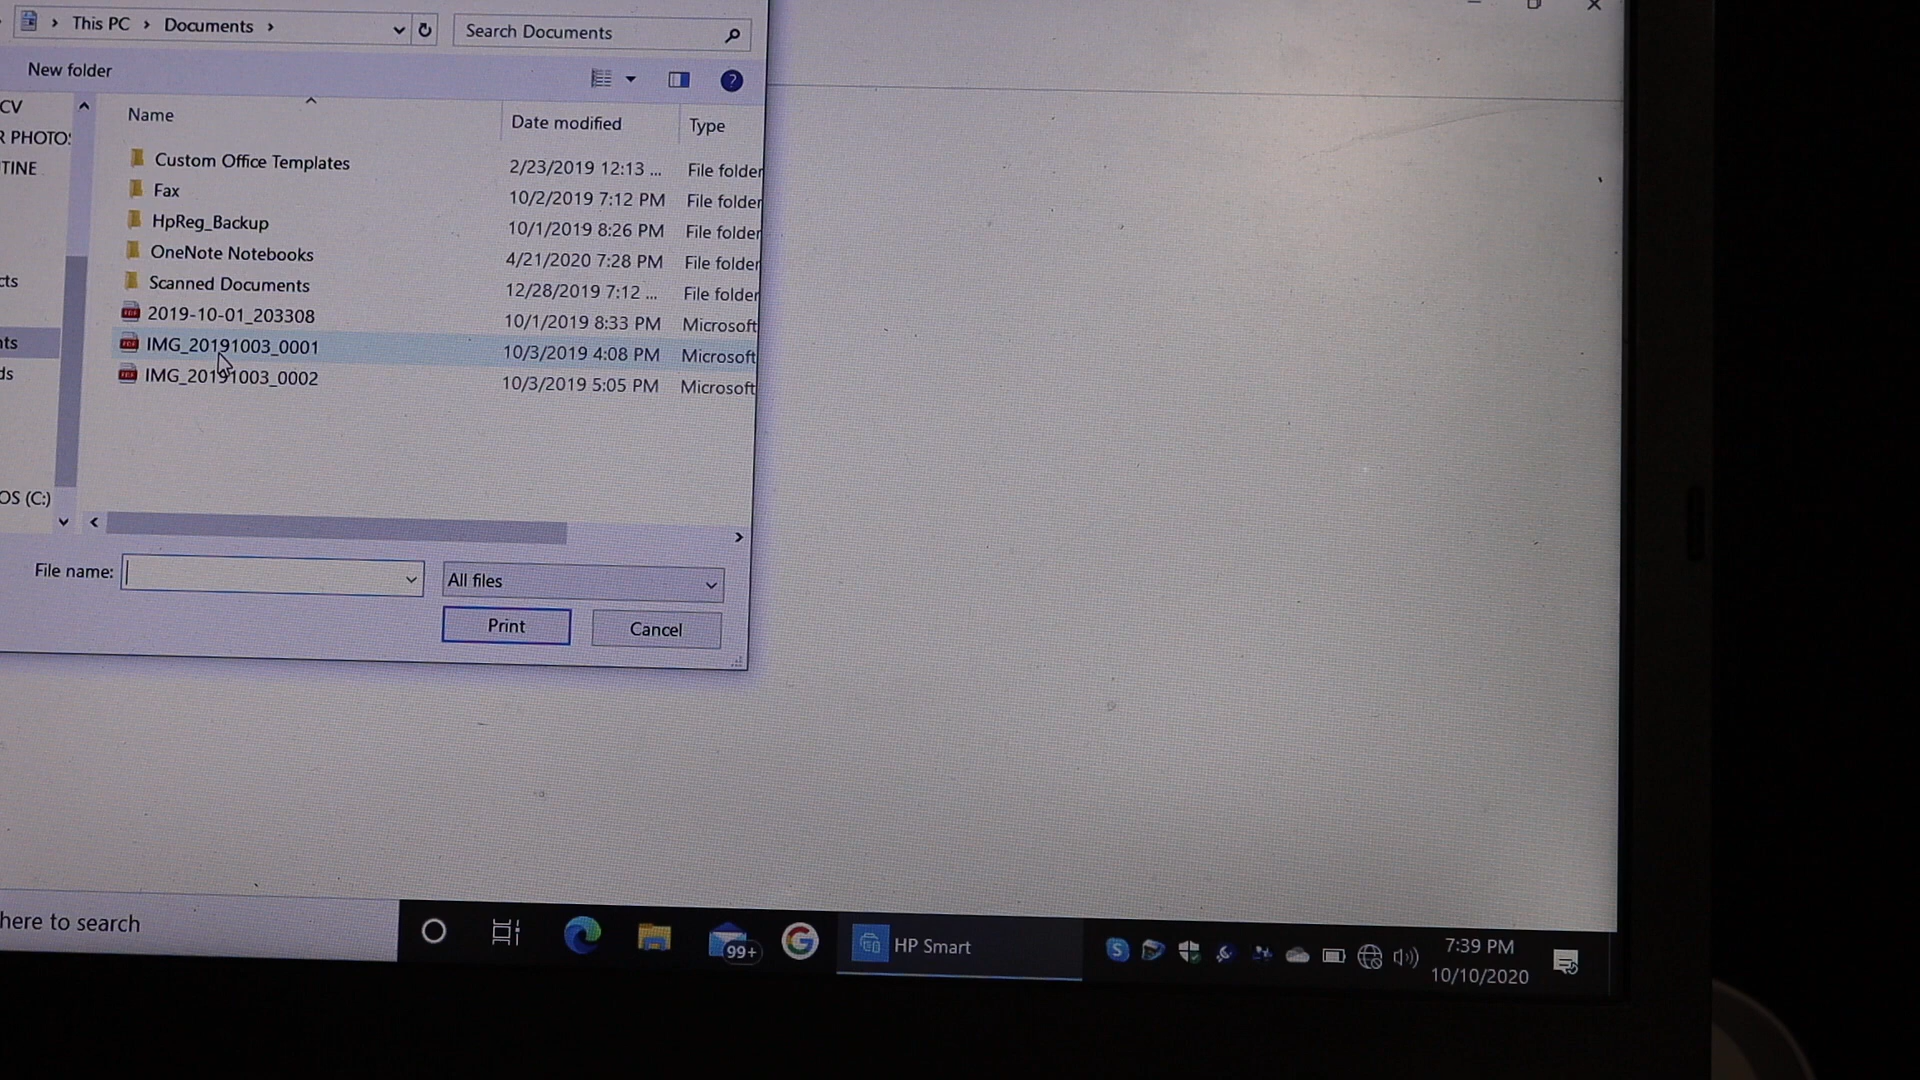 This PC > Documents >
Search Documents
New folder
CV
R PHOTO:
TINE
cts
nts
ds
OS (C:)
Name Date modified Type
Custom Office Templates 2/23/2019 12:13 ... File folder
Fax 10/2/2019 7:12 PM File folder
HpReg_Backup 10/1/2019 8:26 PM File folder
OneNote Notebooks 4/21/2020 7:28 PM File folder
Scanned Documents 12/28/2019 7:12 ... File folder
2019-10-01_203308 10/1/2019 8:33 PM Microsoft
IMG_20191003_0001 10/3/2019 4:08 PM Microsoft
IMG_20191003_0002 10/3/2019 5:05 PM Microsoft
File name: All files
Print Cancel
here to search
99+
HP Smart
7:39 PM
10/10/2020